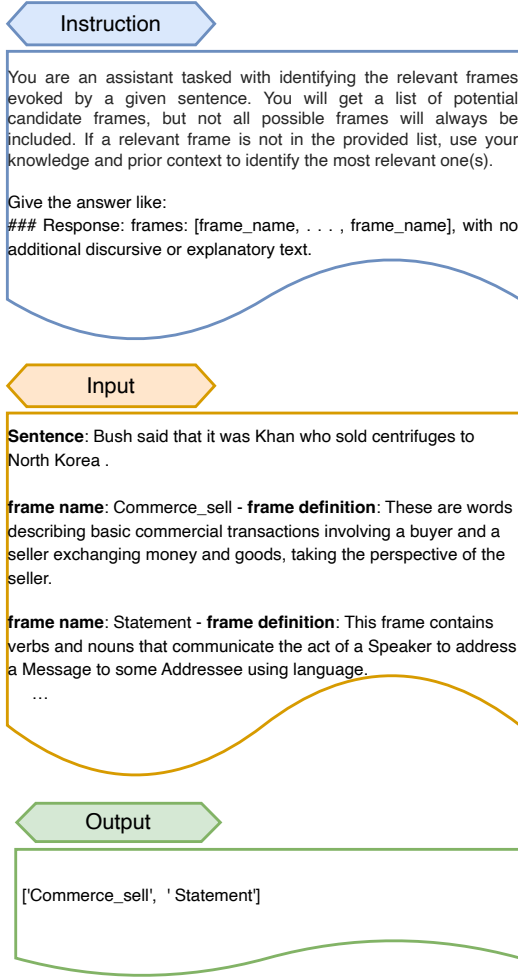 Instruction
You are an assistant tasked with identifying the relevant frames
evoked by a given sentence. You will get a list of potential
candidate frames, but not all possible frames will always be
included. If a relevant frame is not in the provided list, use your
knowledge and prior context to identify the most relevant one(s).
Give the answer like:
### Response: frames: [frame_name, . . . , frame_name], with no
additional discursive or explanatory text.
Input
Sentence: Bush said that it was Khan who sold centrifuges to
North Korea .
frame name: Commerce_sell - frame definition: These are words
describing basic commercial transactions involving a buyer and a
seller exchanging money and goods, taking the perspective of the
seller.
frame name: Statement - frame definition: This frame contains
verbs and nouns that communicate the act of a Speaker to address
a Message to some Addressee using language.
…
Output
['Commerce_sell', ' Statement']